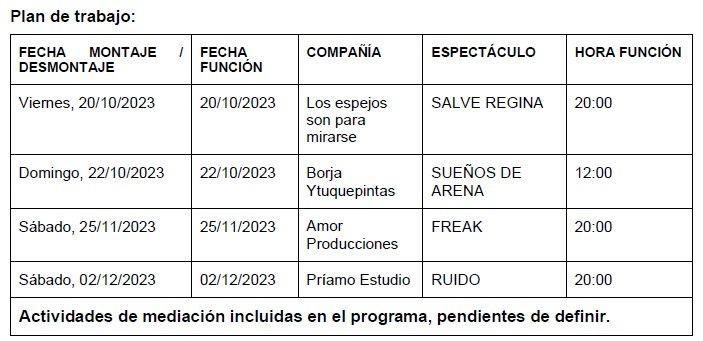 Plan de trabajo:
FECHA MONTAJE / DESMONTAJE FECHA FUNCIÓN COMPAÑÍA ESPECTÁCULO HORA FUNCIÓN
Viernes, 20/10/2023 20/10/2023 Los espejos son para mirarse SALVE REGINA 20:00
Domingo, 22/10/2023 22/10/2023 Borja Ytuquepintas SUEÑOS DE ARENA 12:00
Sábado, 25/11/2023 25/11/2023 Amor Producciones FREAK 20:00
Sábado, 02/12/2023 02/12/2023 Príamo Estudio RUIDO 20:00
Actividades de mediación incluidas en el programa, pendientes de definir.